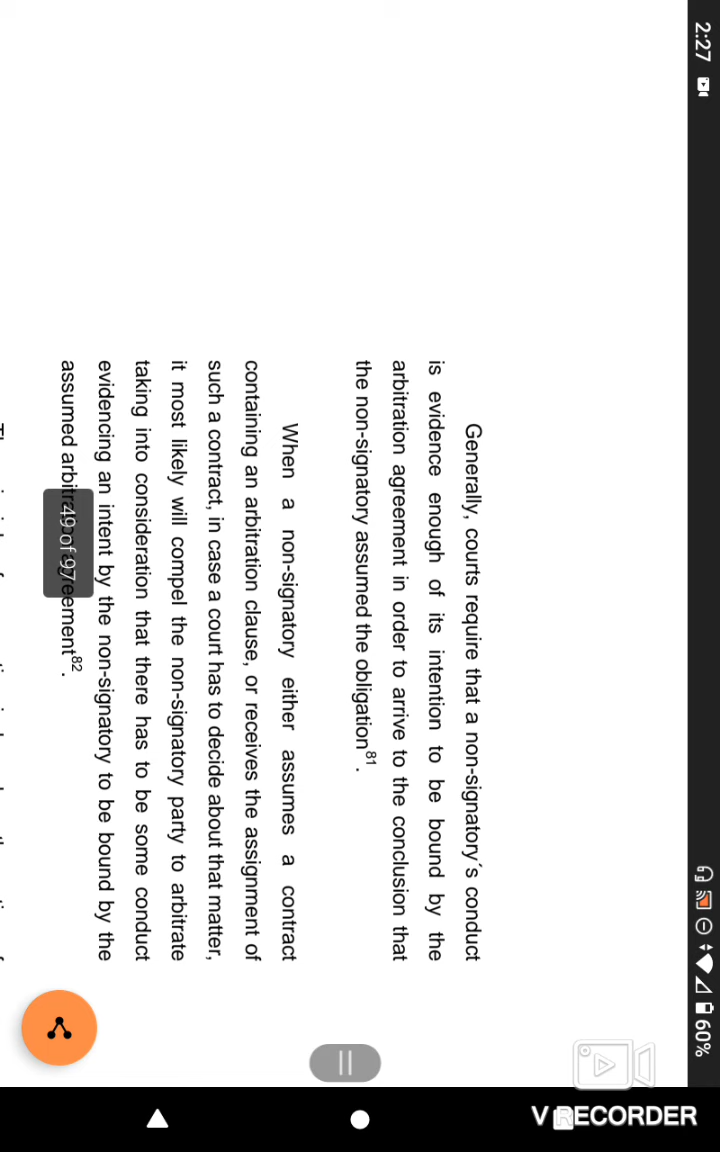 2:27
60%
Generally, courts require that a non-signatory´s conduct
is evidence enough of its intention to be bound by the
arbitration agreement in order to arrive to the conclusion that
the non-signatory assumed the obligation81.
When a non-signatory either assumes a contract
containing an arbitration clause, or receives the assignment of
such a contract, in case a court has to decide about that matter,
it most likely will compel the non-signatory party to arbitrate
taking into consideration that there has to be some conduct
evidencing an intent by the non-signatory to be bound by the
assumed arbitration agreement82.
49 of 97
V RECORDER